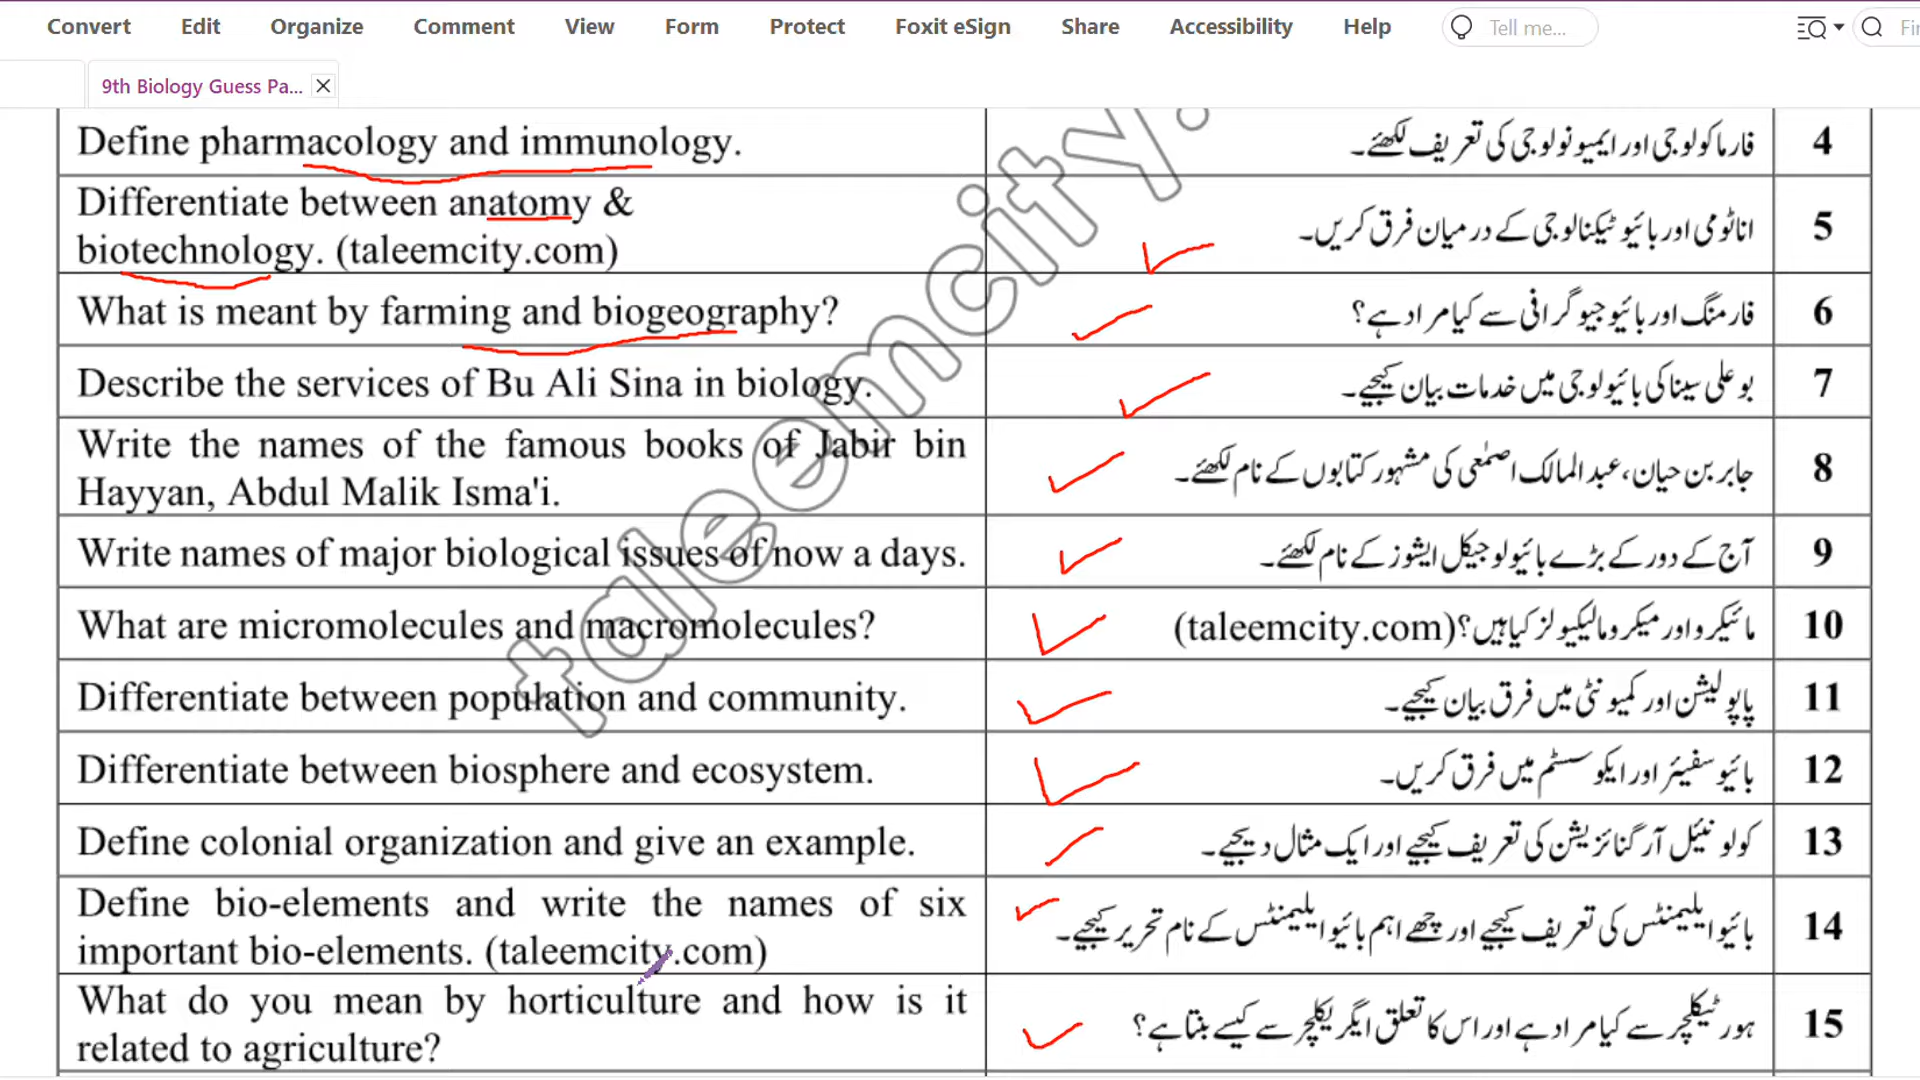 Convert Edit Organize Comment View Form Protect Foxit eSign Share Accessibility Help Tell me...
9th Biology Guess Pa...
Define pharmacology and immunology.
فارماکولوجی اور ایمیونولوجی کی تعریف لکھئے۔
4
Differentiate between anatomy &
biotechnology. (taleemcity.com)
اناٹومی اور بائیو ٹیکنالوجی کے درمیان فرق کریں۔
5
What is meant by farming and biogeography?
فارمنگ اور بائیو جیو گرافی سے کیا مراد ہے؟
6
Describe the services of Bu Ali Sina in biology.
بو علی سینا کی بائیولوجی میں خدمات بیان کیجیے۔
7
Write the names of the famous books of Jabir bin
Hayyan, Abdul Malik Isma'i.
جابر بن حیان، عبد المالک اصمعی کی مشہور کتابوں کے نام لکھئے۔
8
Write names of major biological issues of now a days.
آج کے دور کے بڑے بائیولوجیکل ایشوز کے نام لکھئے۔
9
What are micromolecules and macromolecules?
مائیکرو اور میکرو مالیکیولز کیا ہیں؟ (taleemcity.com)
10
Differentiate between population and community.
پاپولیشن اور کمیونٹی میں فرق بیان کیجیے۔
11
Differentiate between biosphere and ecosystem.
بائیوسفیئر اور ایکو سسٹم میں فرق کریں۔
12
Define colonial organization and give an example.
کولونیئل آرگنائزیشن کی تعریف کیجیے اور ایک مثال دیجیے۔
13
Define bio-elements and write the names of six
important bio-elements. (taleemcity.com)
بائیو ایلیمنٹس کی تعریف کیجیے اور چھے اہم بائیو ایلیمنٹس کے نام تحریر کیجیے۔
14
What do you mean by horticulture and how is it
related to agriculture?
ہورٹیکلچر سے کیا مراد ہے اور اس کا تعلق ایگریکلچر سے کیسے بنتا ہے؟
15
taleemcity.